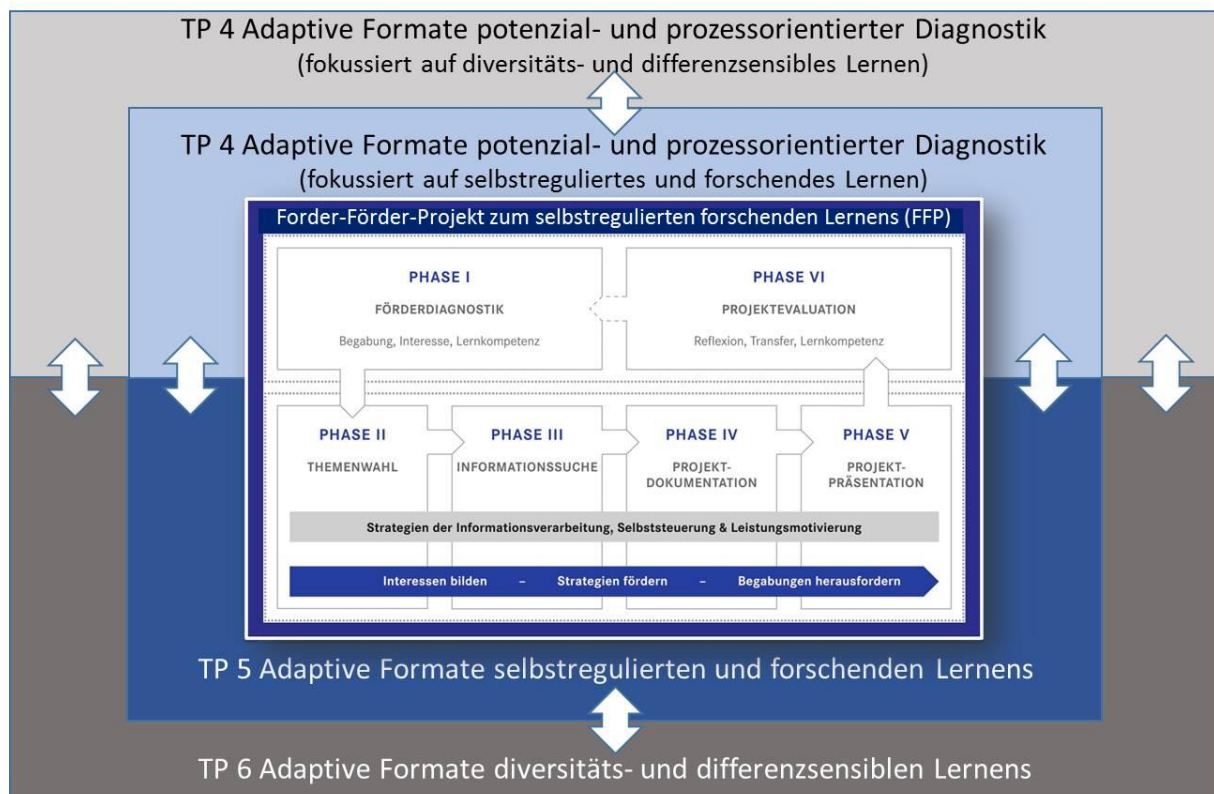 TP 4 Adaptive Formate potenzial- und prozessorientierter Diagnostik
(fokussiert auf diversitäts- und differenzsensibles Lernen)
TP 4 Adaptive Formate potenzial- und prozessorientierter Diagnostik
(fokussiert auf selbstreguliertes und forschendes Lernen)
Forder-Förder-Projekt zum selbstregulierten forschenden Lernens (FFP)
PHASE I
FÖRDERDIAGNOSTIK
Begabung, Interesse, Lernkompetenz
PHASE VI
PROJEKTEVALUATION
Reflexion, Transfer, Lernkompetenz
PHASE II
THEMENWAHL
PHASE III
INFORMATIONSSUCHE
PHASE IV
PROJEKT-
DOKUMENTATION
PHASE V
PROJEKT-
PRÄSENTATION
Strategien der Informationsverarbeitung, Selbststeuerung & Leistungsmotivierung
Interessen bilden – Strategien fördern – Begabungen herausfordern
TP 5 Adaptive Formate selbstregulierten und forschenden Lernens
TP 6 Adaptive Formate diversitäts- und differenzsensiblen Lernens